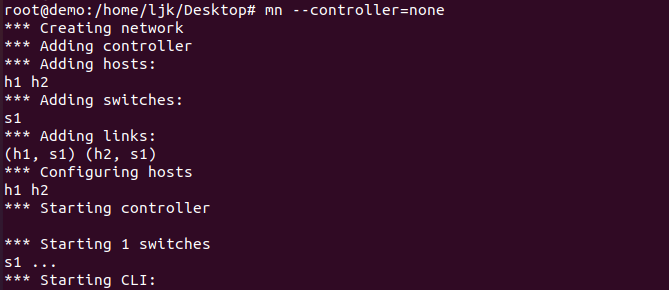 root@demo:/home/ljk/Desktop# mn --controller=none
*** Creating network
*** Adding controller
*** Adding hosts:
h1 h2
*** Adding switches:
s1
*** Adding links:
(h1, s1) (h2, s1)
*** Configuring hosts
h1 h2
*** Starting controller
*** Starting 1 switches
s1 ...
*** Starting CLI: